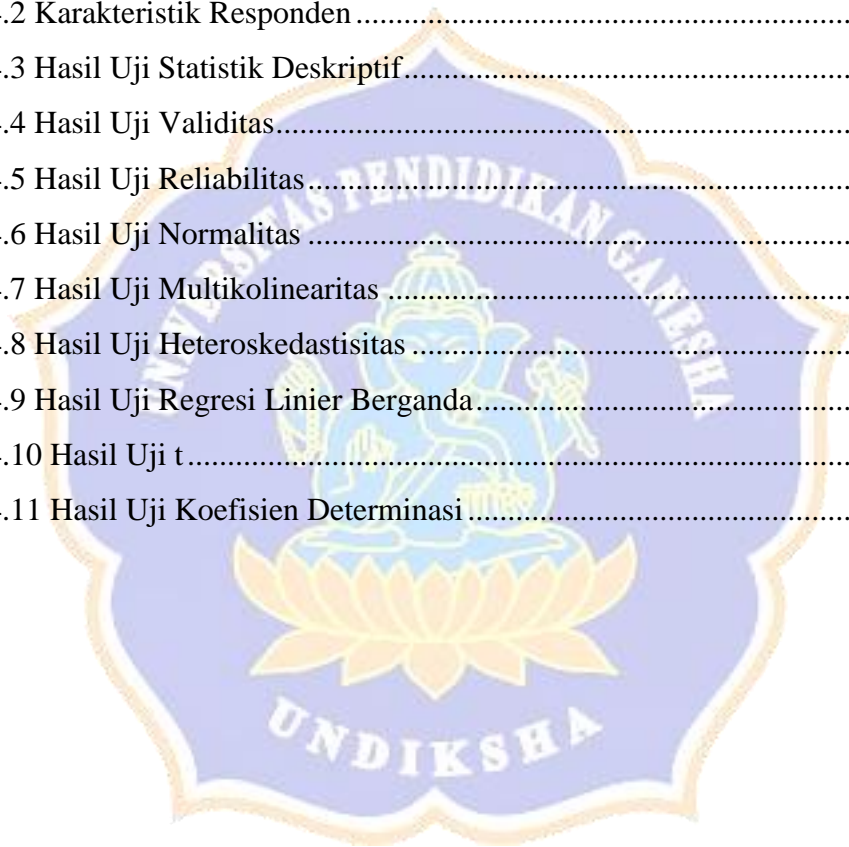 .2 Karakteristik Responden ..............................................................
.3 Hasil Uji Statistik Deskriptif..............................................................
.4 Hasil Uji Validitas..............................................................
.5 Hasil Uji Reliabilitas..............................................................
.6 Hasil Uji Normalitas ..............................................................
.7 Hasil Uji Multikolinearitas ..............................................................
.8 Hasil Uji Heteroskedastisitas ..............................................................
.9 Hasil Uji Regresi Linier Berganda..............................................................
.10 Hasil Uji t..............................................................
.11 Hasil Uji Koefisien Determinasi..............................................................
UNIVERSITAS PENDIDIKAN GANESHA
UNDIKSHA